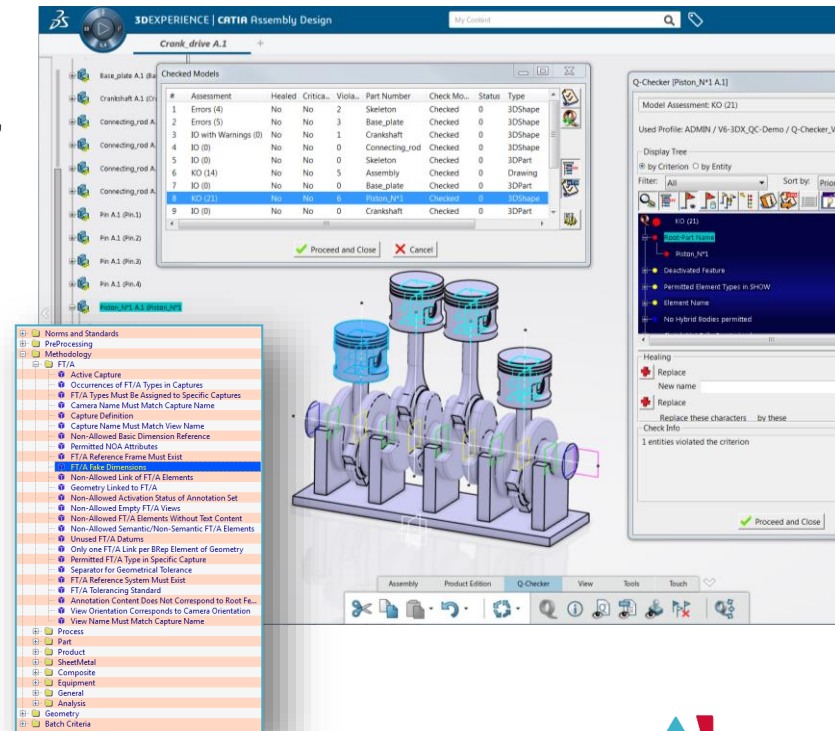 3DEXPERIENCE | CATIA Assembly Design
My Content
Crank_drive A.1 +
Base_plate A.1 (Ba
Crankshaft A.1 (Cr
Connecting_rod A.
Connecting_rod A.
Connecting_rod A.
Connecting_rod A.
Pin A.1 (Pin.1)
Pin A.1 (Pin.2)
Pin A.1 (Pin.3)
Pin A.1 (Pin.4)
Piston_N°1 A.1 (Piston_N°1
Checked Models
# Assessment Healed Critica... Viola... Part Number Check Mo... Status Type
1 Errors (4) No No 2 Skeleton Checked 0 3DShape
2 Errors (5) No No 3 Base_plate Checked 0 3DShape
3 IO with Warnings (0) No No 1 Crankshaft Checked 0 3DShape
4 IO (0) No No 0 Connecting_rod Checked 0 3DShape
5 IO (0) No No 0 Skeleton Checked 0 3DPart
6 KO (14) No No 5 Assembly Checked 0 Drawing
7 IO (0) No No 0 Base_plate Checked 0 3DPart
8 KO (21) No No 6 Piston_N°1 Checked 0 3DShape
9 IO (0) No No 0 Crankshaft Checked 0 3DPart
Proceed and Close Cancel
Q-Checker [Piston_N°1 A.1]
Model Assessment: KO (21)
Used Profile: ADMIN / V6-3DX_QC-Demo / Q-Checker_V
Display Tree
by Criterion by Entity
Filter: All Sort by: Prior
KO (21)
Root-Part Name
Piston_N°1
Deactivated Feature
Permitted Element Types in SHOW
Element Name
No Hybrid Bodies permitted
Healing
Replace
New name
Replace
Replace these characters by these
Check Info
1 entities violated the criterion
Proceed and Close
Norms and Standards
PreProcessing
Methodology
FT/A
Active Capture
Occurrences of FT/A Types in Captures
FT/A Types Must Be Assigned to Specific Captures
Camera Name Must Match Capture Name
Capture Definition
Capture Name Must Match View Name
Non-Allowed Basic Dimension Reference
Permitted NOA Attributes
FT/A Reference Frame Must Exist
FT/A Fake Dimensions
Non-Allowed Link of FT/A Elements
Geometry Linked to FT/A
Non-Allowed Activation Status of Annotation Set
Non-Allowed Empty FT/A Views
Non-Allowed FT/A Elements Without Text Content
Non-Allowed Semantic/Non-Semantic FT/A Elements
Unused FT/A Datums
Only one FT/A Link per BRep Element of Geometry
Permitted FT/A Type in Specific Capture
Separator for Geometrical Tolerance
FT/A Reference System Must Exist
FT/A Tolerancing Standard
Annotation Content Does Not Correspond to Root Fe...
View Orientation Corresponds to Camera Orientation
View Name Must Match Capture Name
Process
Part
Product
SheetMetal
Composite
Equipment
General
Analysis
Geometry
Batch Criteria
Assembly Product Edition Q-Checker View Tools Touch